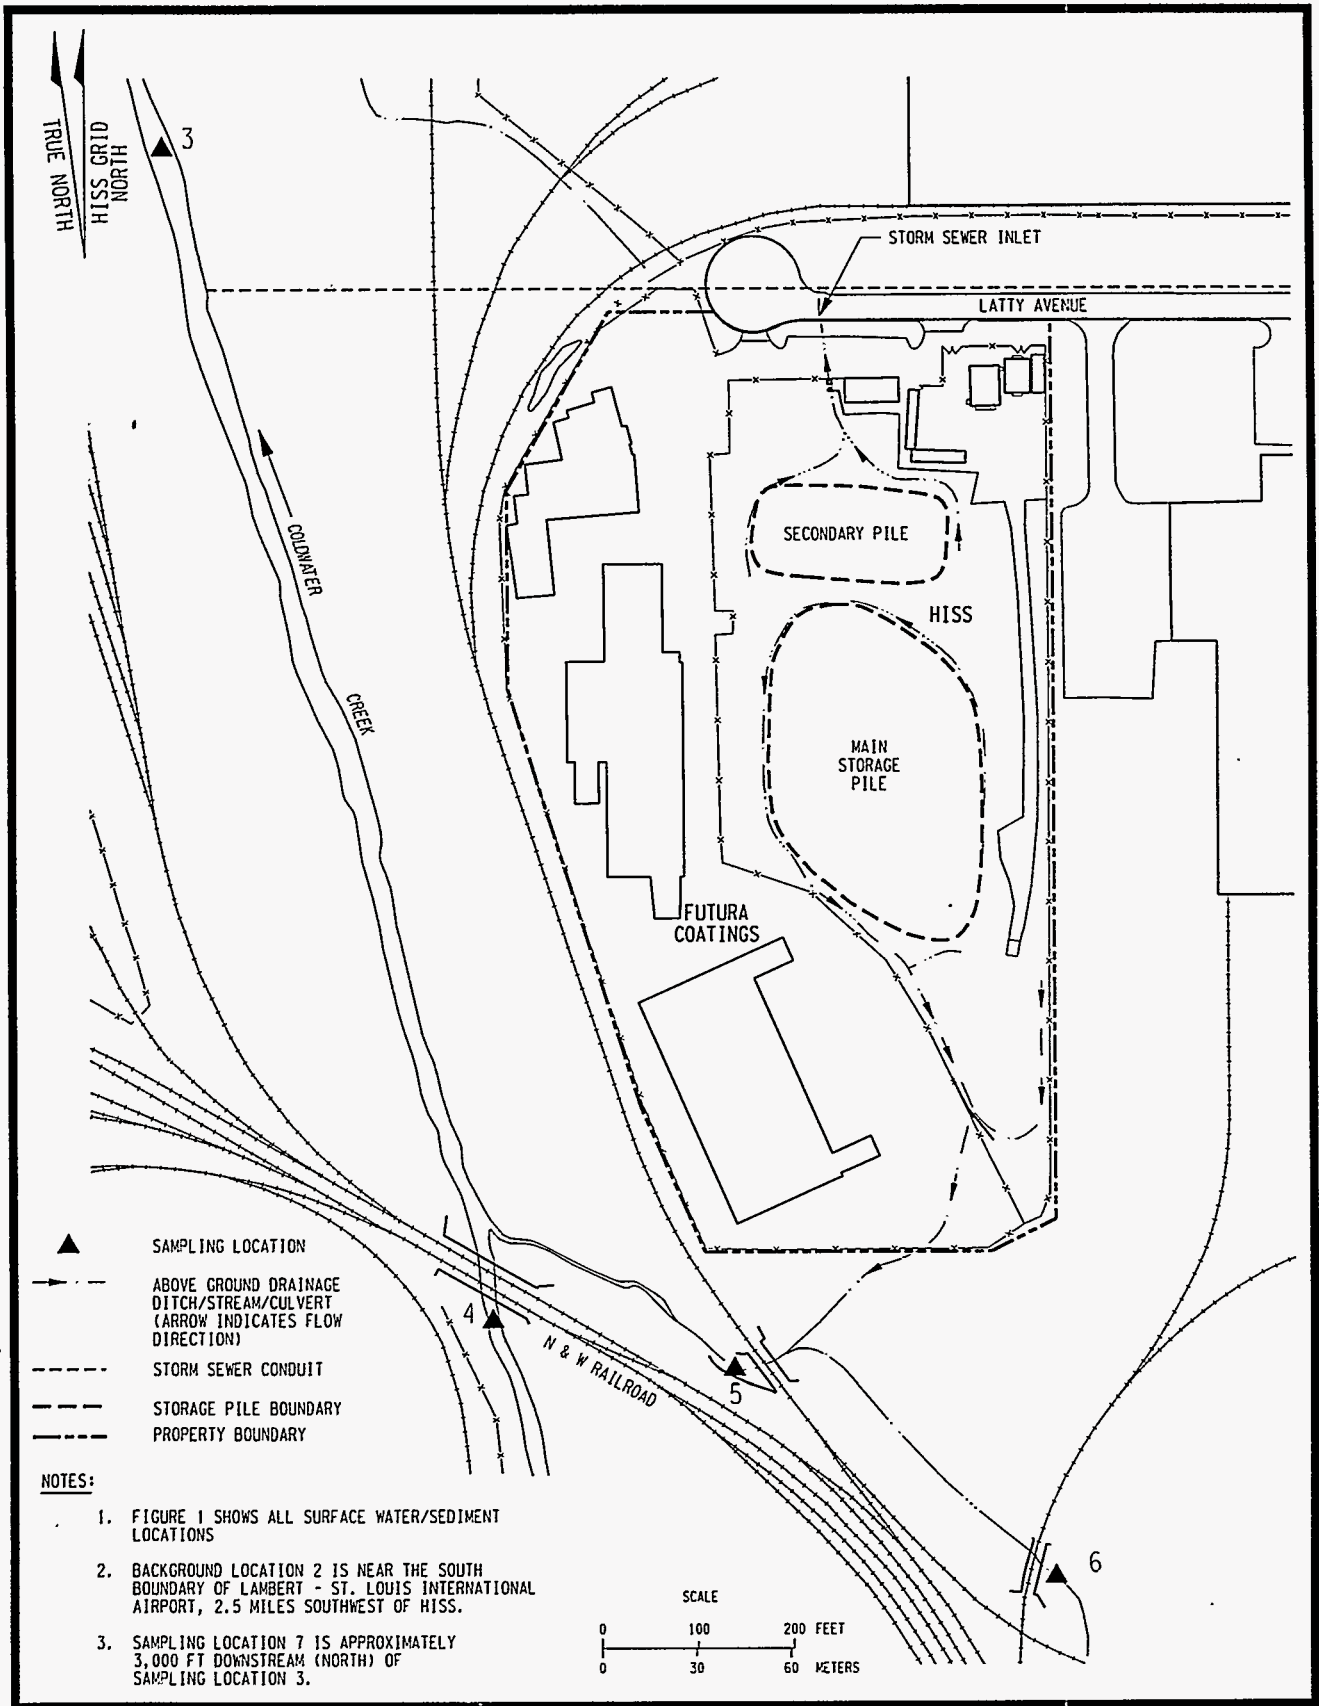 TRUE NORTH
HISS GRID
NORTH
3
STORM SEWER INLET
LATTY AVENUE
COLDWATER
CREEK
SECONDARY PILE
HISS
MAIN
STORAGE
PILE
FUTURA
COATINGS
4
N & W RAILROAD
5
6
SAMPLING LOCATION
ABOVE GROUND DRAINAGE
DITCH/STREAM/CULVERT
(ARROW INDICATES FLOW
DIRECTION)
STORM SEWER CONDUIT
STORAGE PILE BOUNDARY
PROPERTY BOUNDARY
NOTES:
1. FIGURE 1 SHOWS ALL SURFACE WATER/SEDIMENT
LOCATIONS
2. BACKGROUND LOCATION 2 IS NEAR THE SOUTH
BOUNDARY OF LAMBERT - ST. LOUIS INTERNATIONAL
AIRPORT, 2.5 MILES SOUTHWEST OF HISS.
3. SAMPLING LOCATION 7 IS APPROXIMATELY
3,000 FT DOWNSTREAM (NORTH) OF
SAMPLING LOCATION 3.
SCALE
0 100 200 FEET
0 30 60 METERS